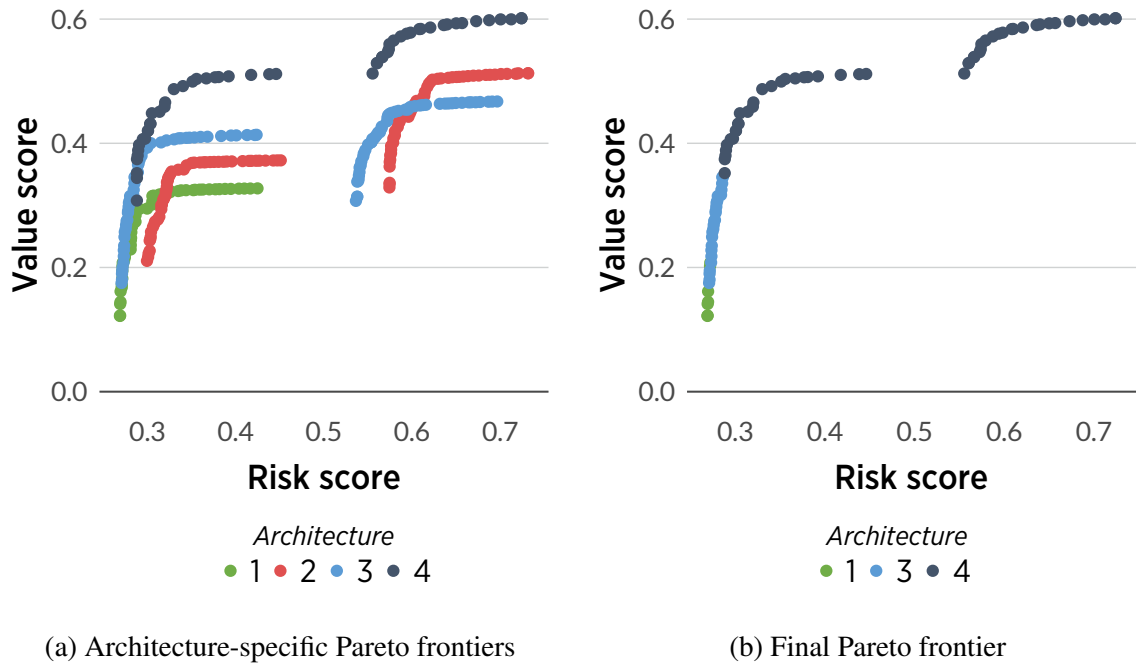 0.6
0.4
0.2
0.0
Value score
0.3 0.4 0.5 0.6 0.7
Risk score
Architecture
1 2 3 4
(a) Architecture-specific Pareto frontiers
0.6
0.4
0.2
0.0
Value score
0.3 0.4 0.5 0.6 0.7
Risk score
Architecture
1 3 4
(b) Final Pareto frontier